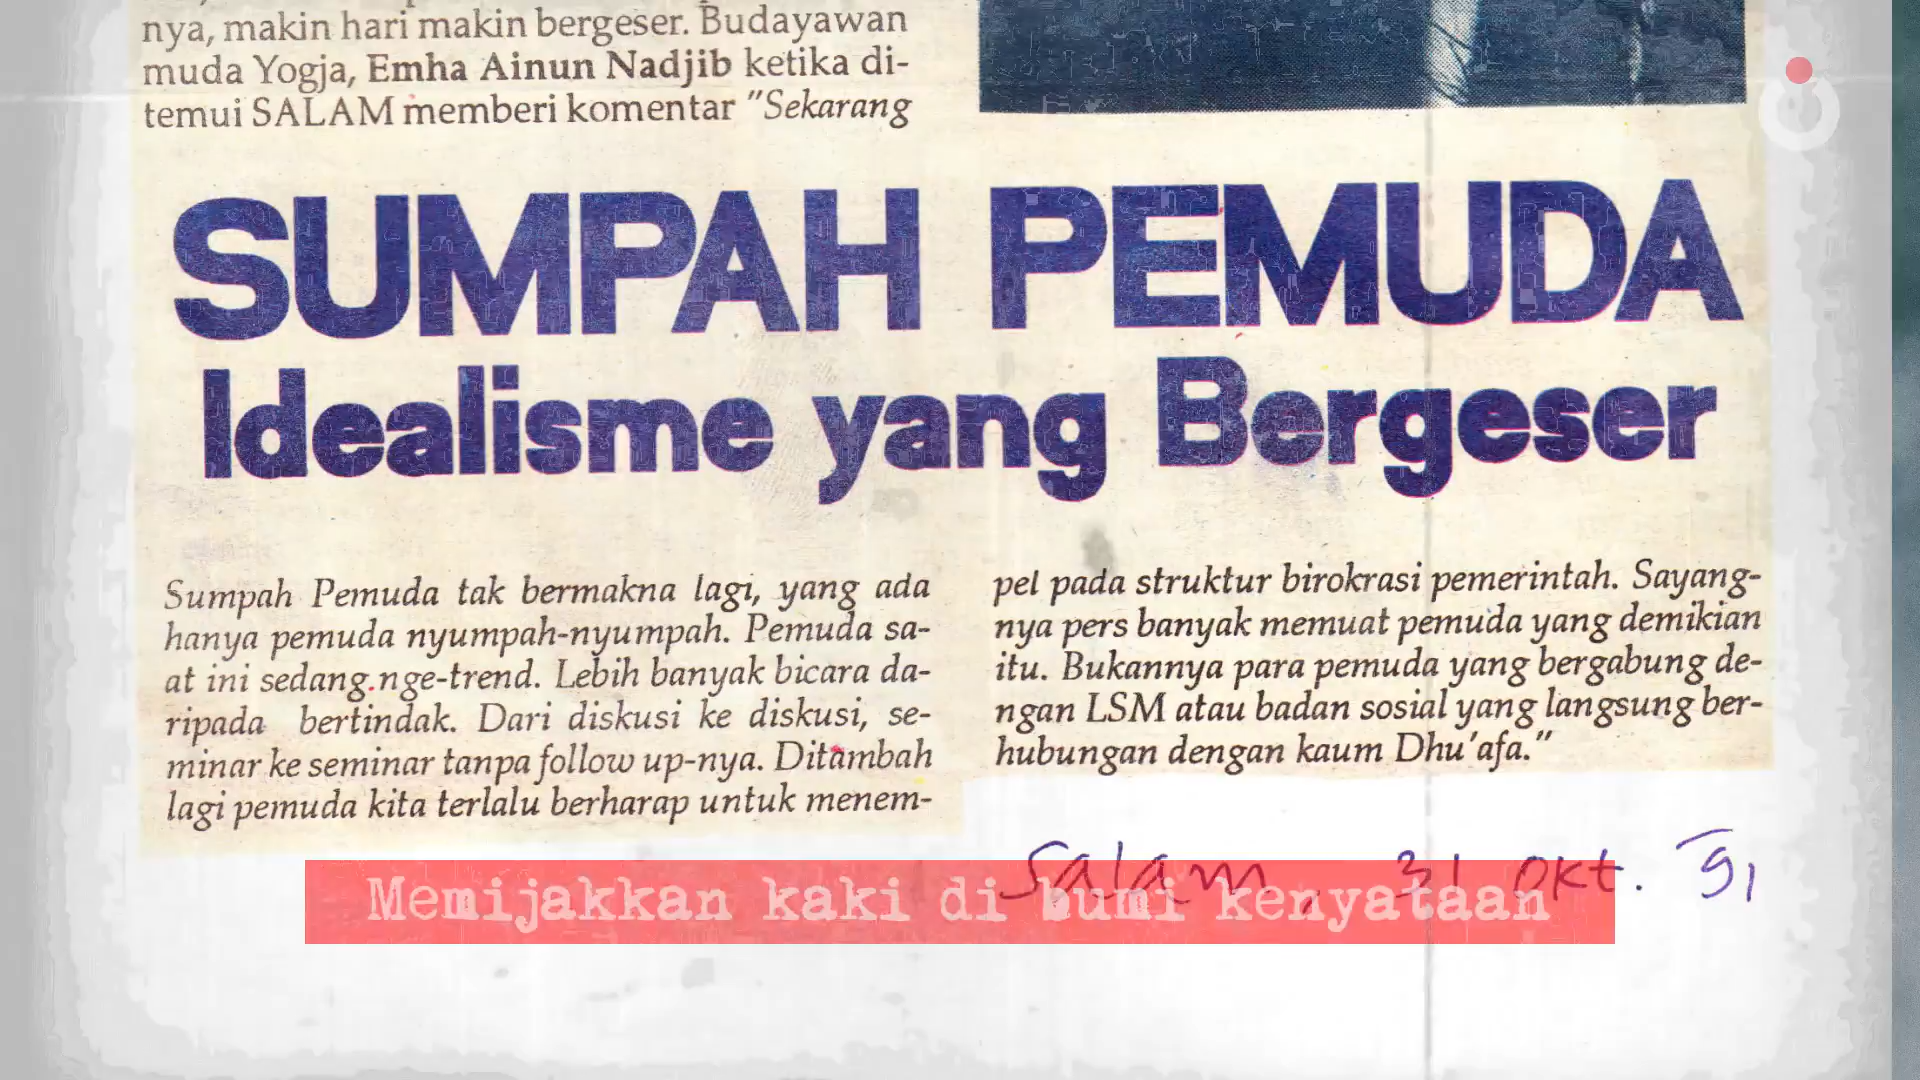 nya, makin hari makin bergeser. Budayawan
muda Yogja, Emha Ainun Nadjib ketika di-
temui SALAM memberi komentar "Sekarang
SUMPAH PEMUDA
Idealisme yang Bergeser
Sumpah Pemuda tak bermakna lagi, yang ada
hanya pemuda nyumpah-nyumpah. Pemuda sa-
at ini sedang nge-trend. Lebih banyak bicara da-
ripada bertindak. Dari diskusi ke diskusi, se-
minar ke seminar tanpa follow up-nya. Ditambah
lagi pemuda kita terlalu berharap untuk menem-
pel pada struktur birokrasi pemerintah. Sayang-
nya pers banyak memuat pemuda yang demikian
itu. Bukannya para pemuda yang bergabung de-
ngan LSM atau badan sosial yang langsung ber-
hubungan dengan kaum Dhu'afa."
Salam, 31 Okt. 91
Memijakkan kaki di bumi kenyataan